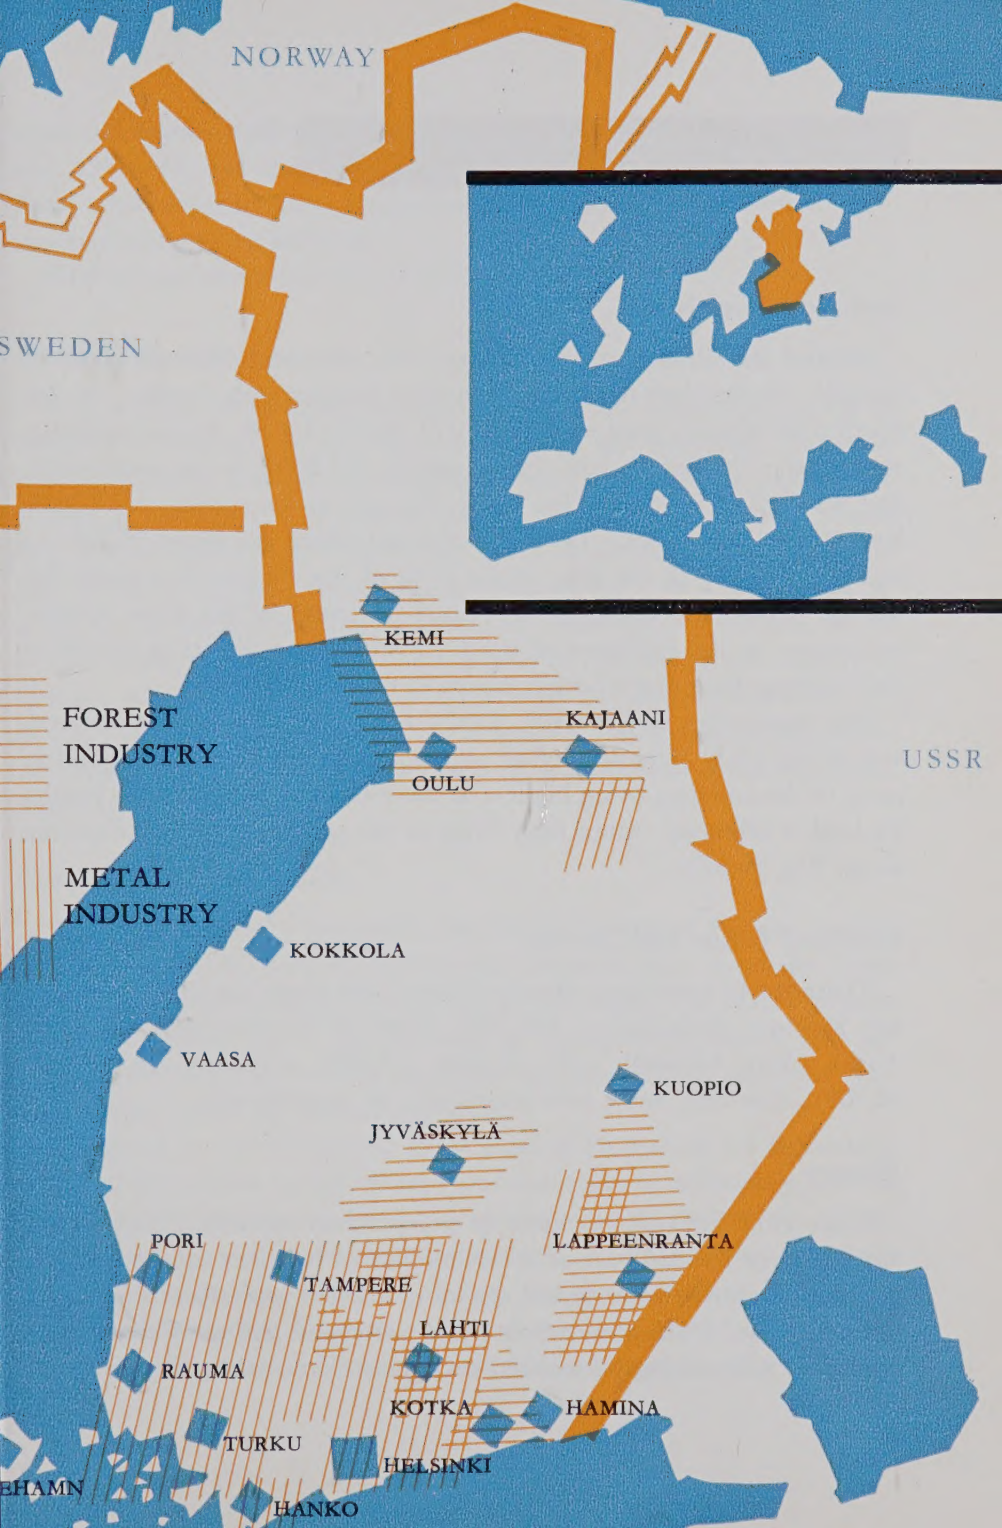 NORWAY
SWEDEN
KEMI
FOREST
INDUSTRY
KAJAANI
OULU
USSR
METAL
INDUSTRY
KOKKOLA
VAASA
KUOPIO
JYVÄSKYLÄ
PORI
LAPPEENRANTA
TAMPERE
LAHTI
RAUMA
KOTKA
HAMINA
TURKU
HELSINKI
EHAMN
HANKO